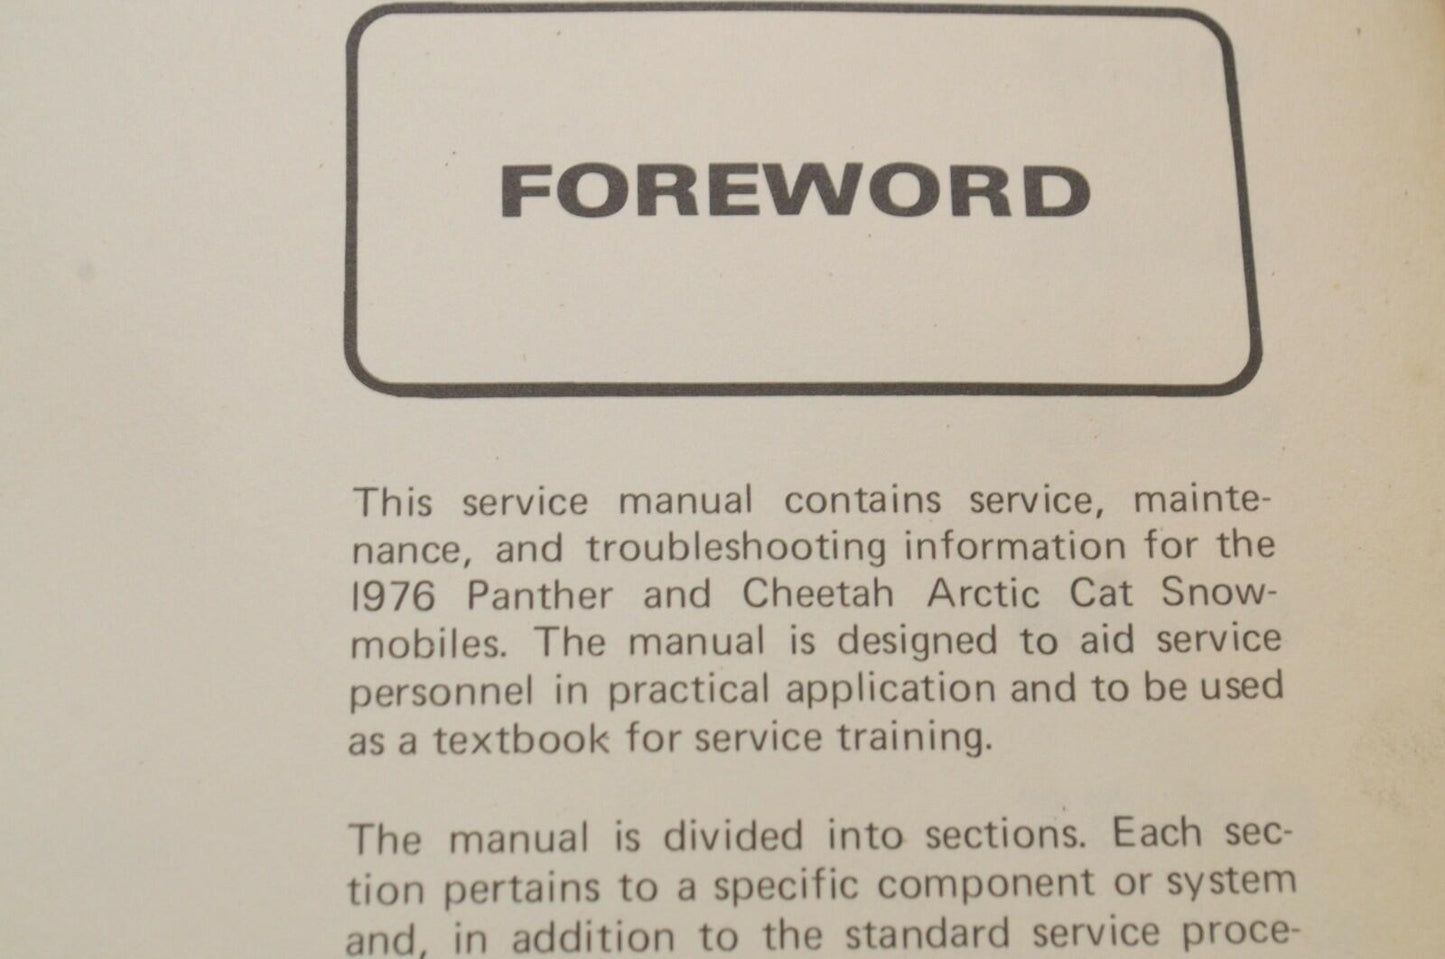 FOREWORD
This service manual contains service, mainte-
nance, and troubleshooting information for the
1976 Panther and Cheetah Arctic Cat Snow-
mobiles. The manual is designed to aid service
personnel in practical application and to be used
as a textbook for service training.
The manual is divided into sections. Each sec-
tion pertains to a specific component or system
and, in addition to the standard service proce-